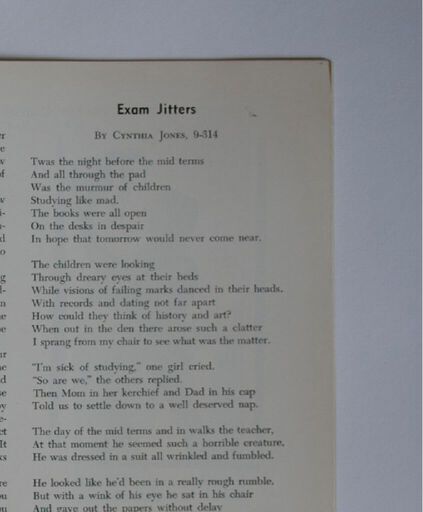 Exam Jitters
By Cynthia Jones, 9-314
Twas the night before the mid terms
And all through the pad
Was the murmur of children
Studying like mad.
The books were all open
On the desks in despair
In hope that tomorrow would never come near.
The children were looking
Through dreary eyes at their beds
While visions of failing marks danced in their heads.
With records and dating not far apart
How could they think of history and art?
When out in the den there arose such a clatter
I sprang from my chair to see what was the matter.
"I'm sick of studying," one girl cried.
"So are we," the others replied.
Then Mom in her kerchief and Dad in his cap
Told us to settle down to a well deserved nap.
The day of the mid terms and in walks the teacher,
At that moment he seemed such a horrible creature.
He was dressed in a suit all wrinkled and fumbled.
He looked like he'd been in a really rough rumble.
But with a wink of his eye he sat in his chair
And gave out the papers without delay